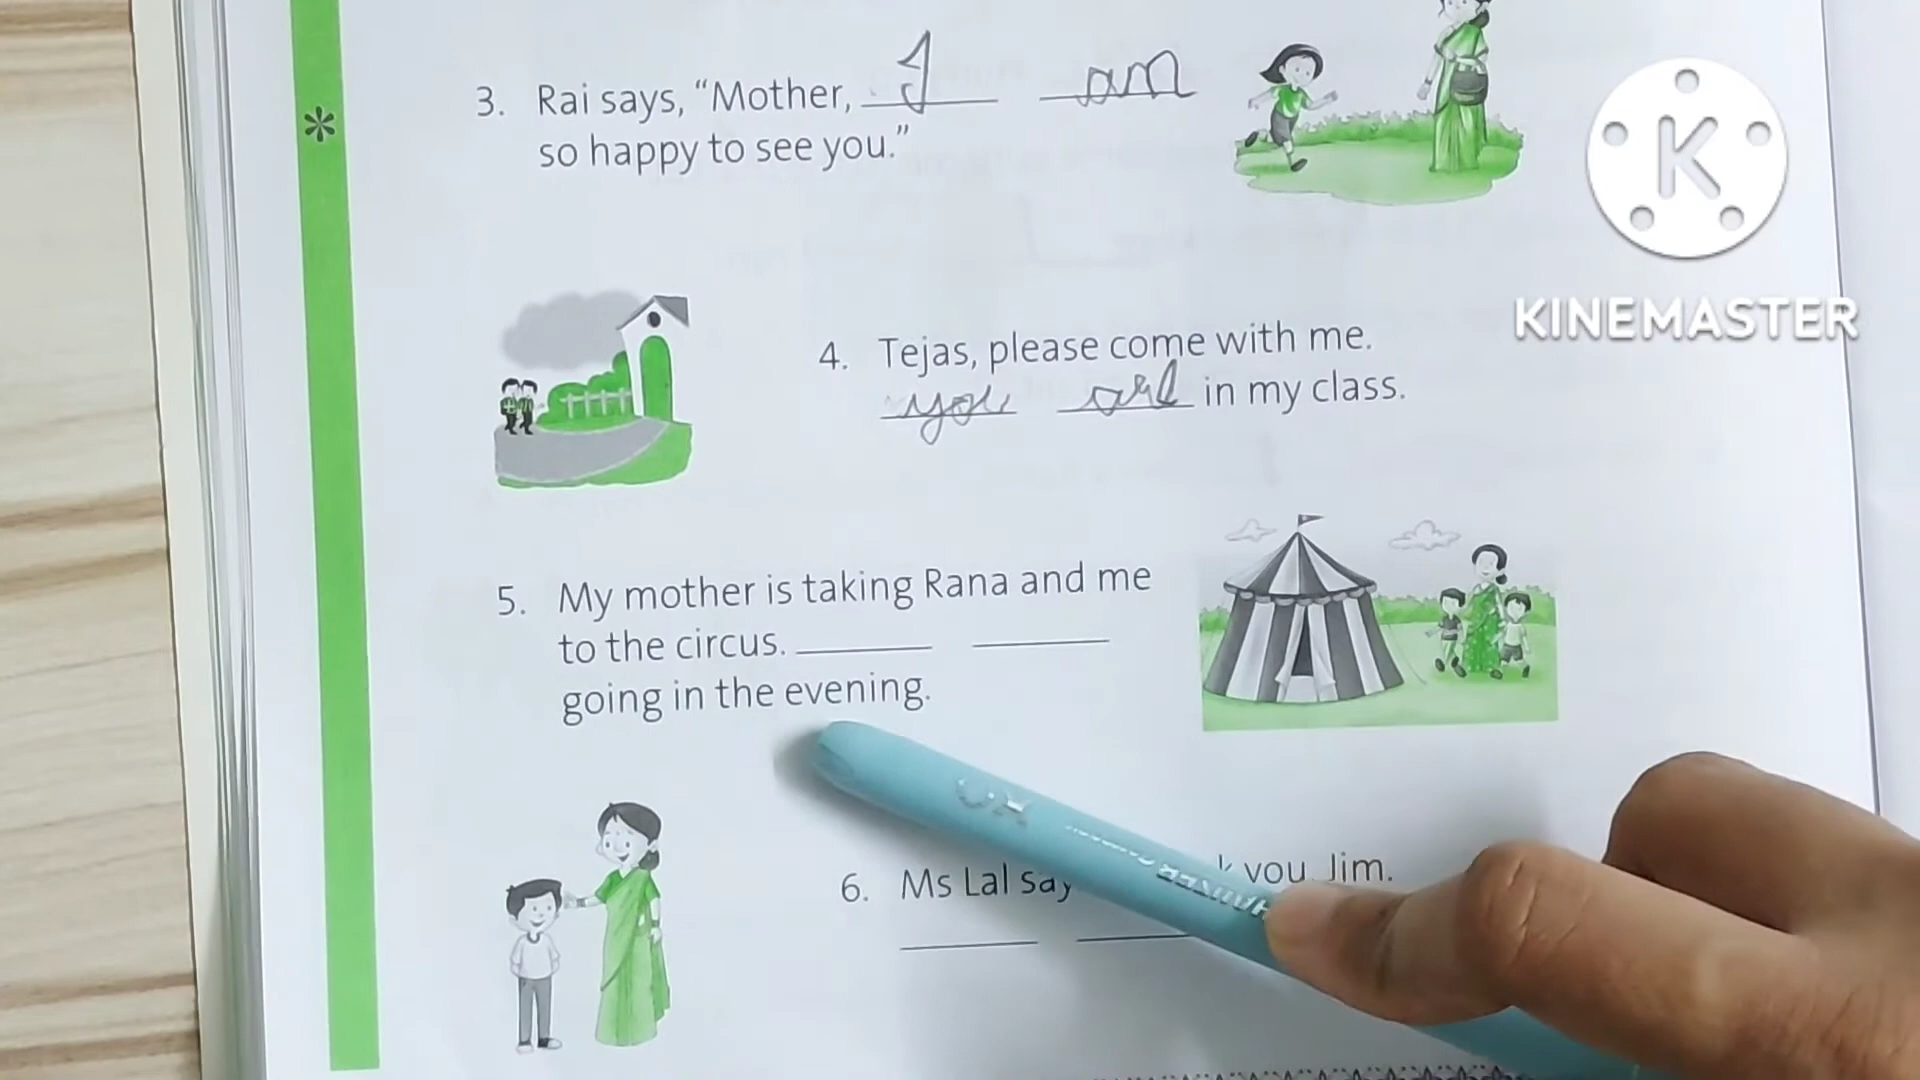 3. Rai says, “Mother, I am
so happy to see you.”
K
KINEMASTER
4. Tejas, please come with me.
you are in my class.
5. My mother is taking Rana and me
to the circus. ______ ______
going in the evening.
6. Ms Lal say you Jim.